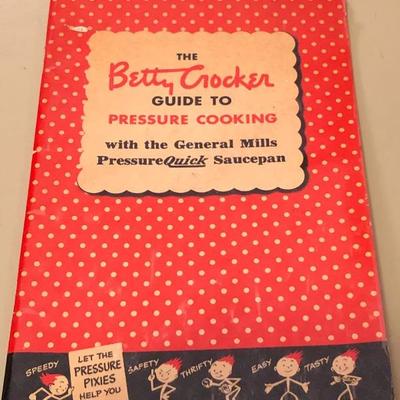 THE
Betty Crocker
GUIDE TO
PRESSURE COOKING
with the General Mills
PressureQuick Saucepan
SPEEDY
LET THE
PRESSURE
PIXIES
HELP YOU
SAFETY
THRIFTY
EASY
TASTY